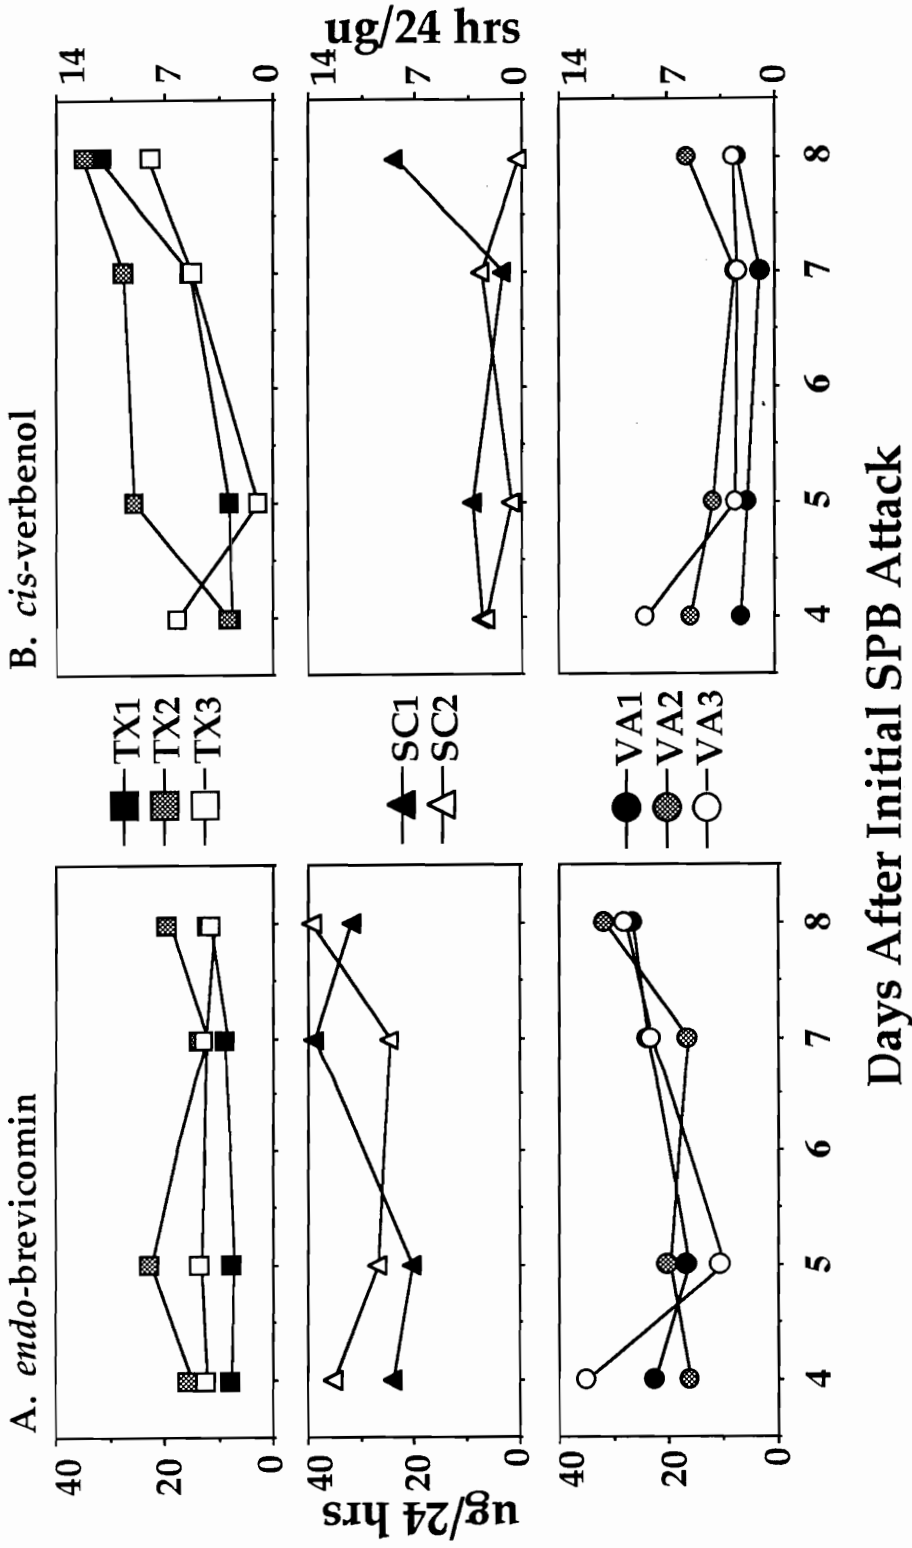 A. endo-brevicomin
B. cis-verbenol
40
20
0
TX1
TX2
TX3
14
7
0
ug/24 hrs
40
20
0
SC1
SC2
14
7
0
ug/24 hrs
40
20
0
VA1
VA2
VA3
14
7
0
4 5 6 7 8
4 5 6 7 8
Days After Initial SPB Attack